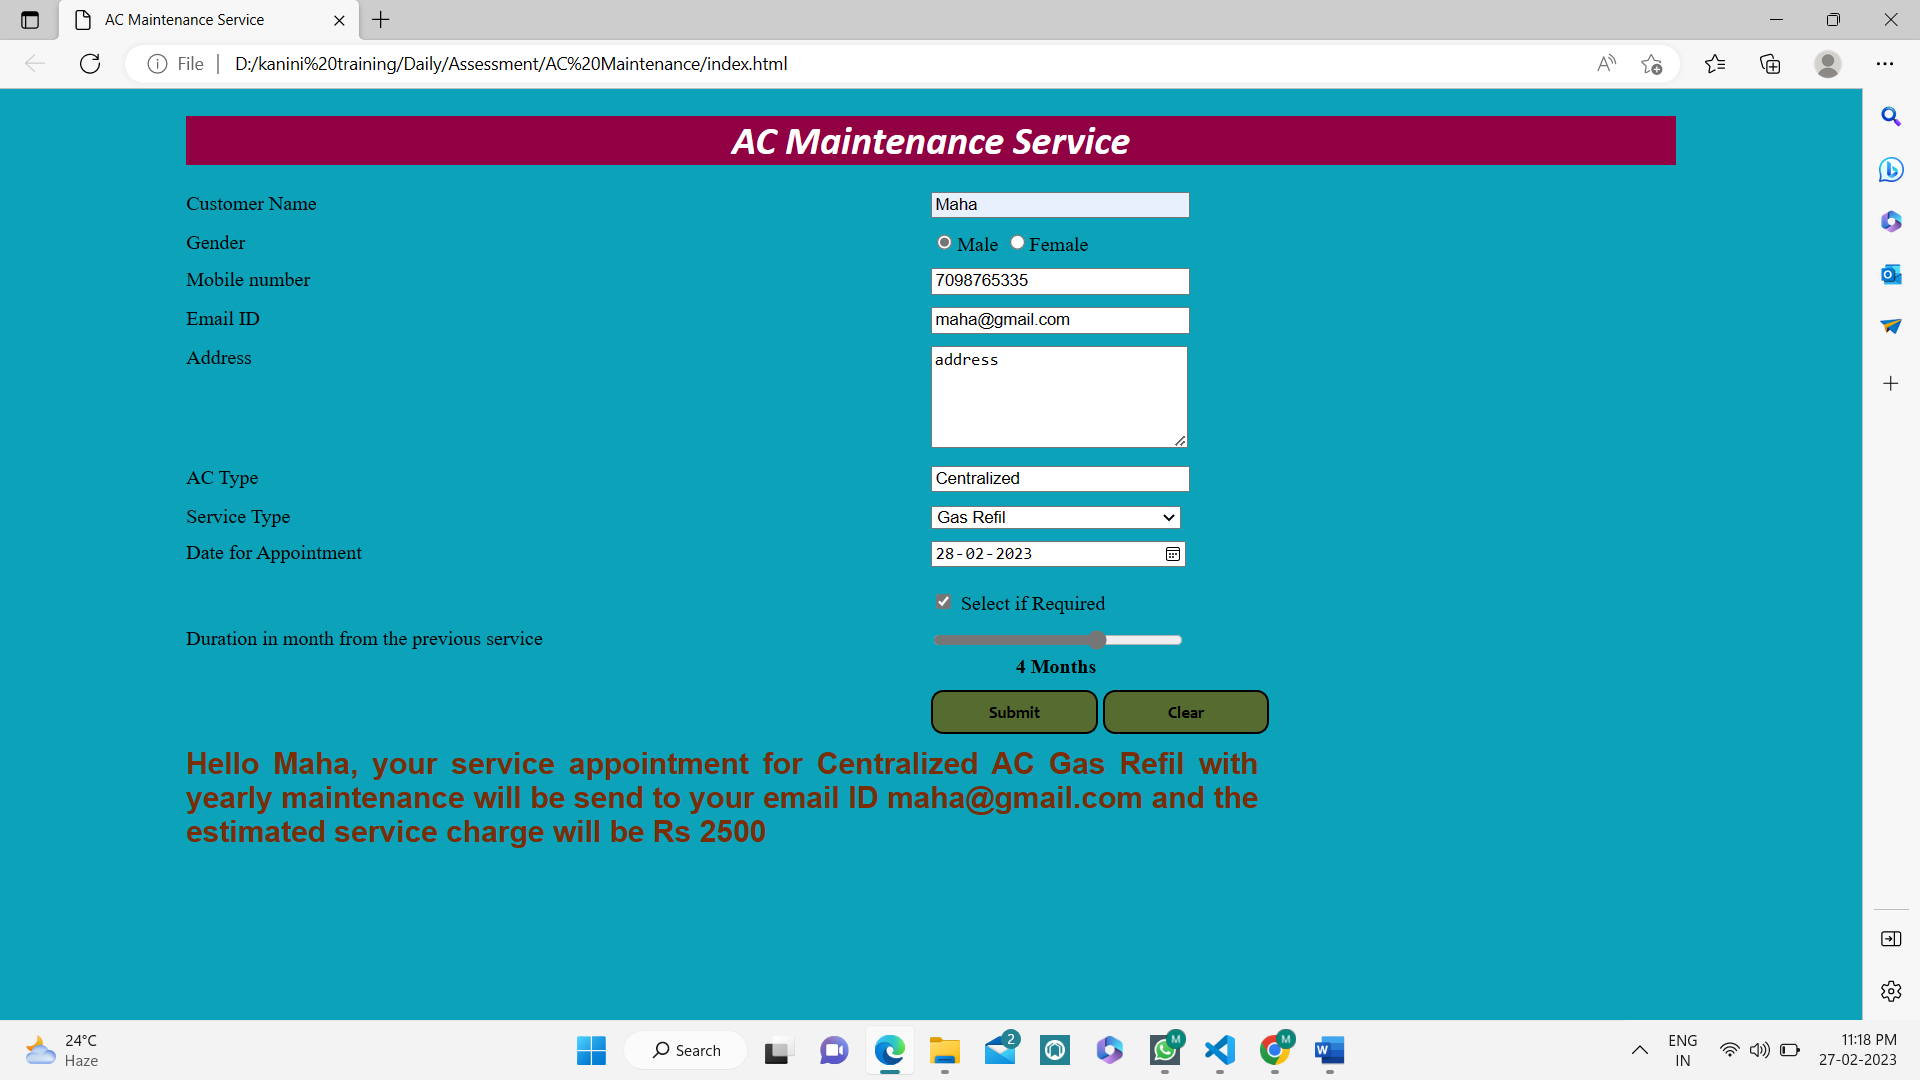 AC Maintenance Service
File
D:/kanini%20training/Daily/Assessment/AC%20Maintenance/index.html
AC Maintenance Service
Customer Name
Maha
Gender
Male Female
Mobile number
7098765335
Email ID
maha@gmail.com
Address
address
AC Type
Centralized
Service Type
Gas Refil
Date for Appointment
28-02-2023
Select if Required
Duration in month from the previous service
4 Months
Submit
Clear
Hello Maha, your service appointment for Centralized AC Gas Refil with
yearly maintenance will be send to your email ID maha@gmail.com and the
estimated service charge will be Rs 2500
24°C
Haze
Search
2
M
M
ENG
IN
11:18 PM
27-02-2023